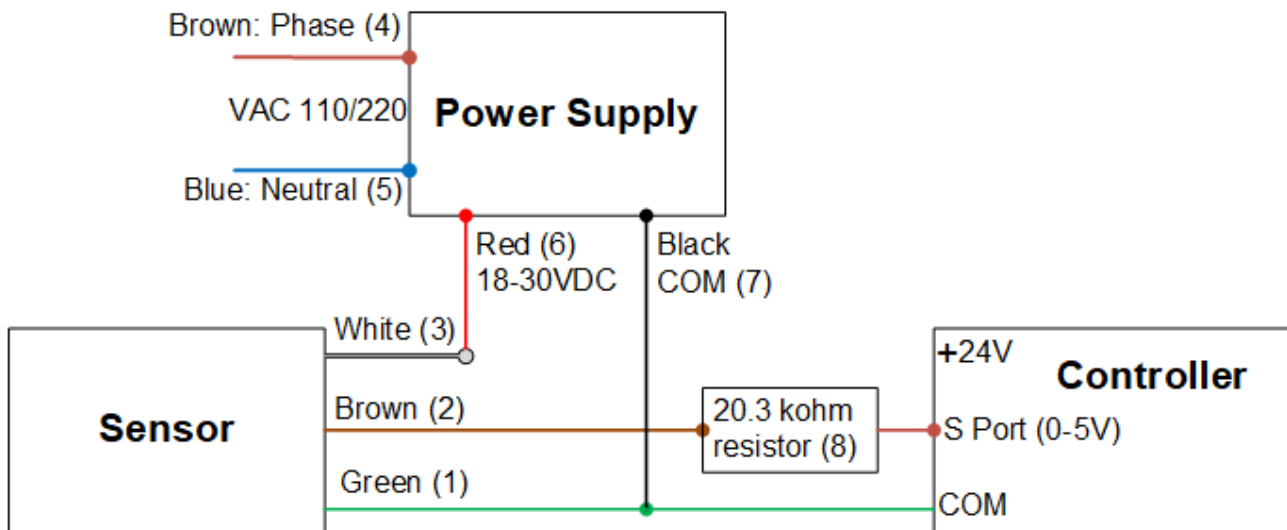 Brown: Phase (4)
VAC 110/220
Power Supply
Blue: Neutral (5)
Red (6)
18-30VDC
Black
COM (7)
White (3)
Sensor
Brown (2)
Green (1)
20.3 kohm
resistor (8)
+24V
Controller
S Port (0-5V)
COM